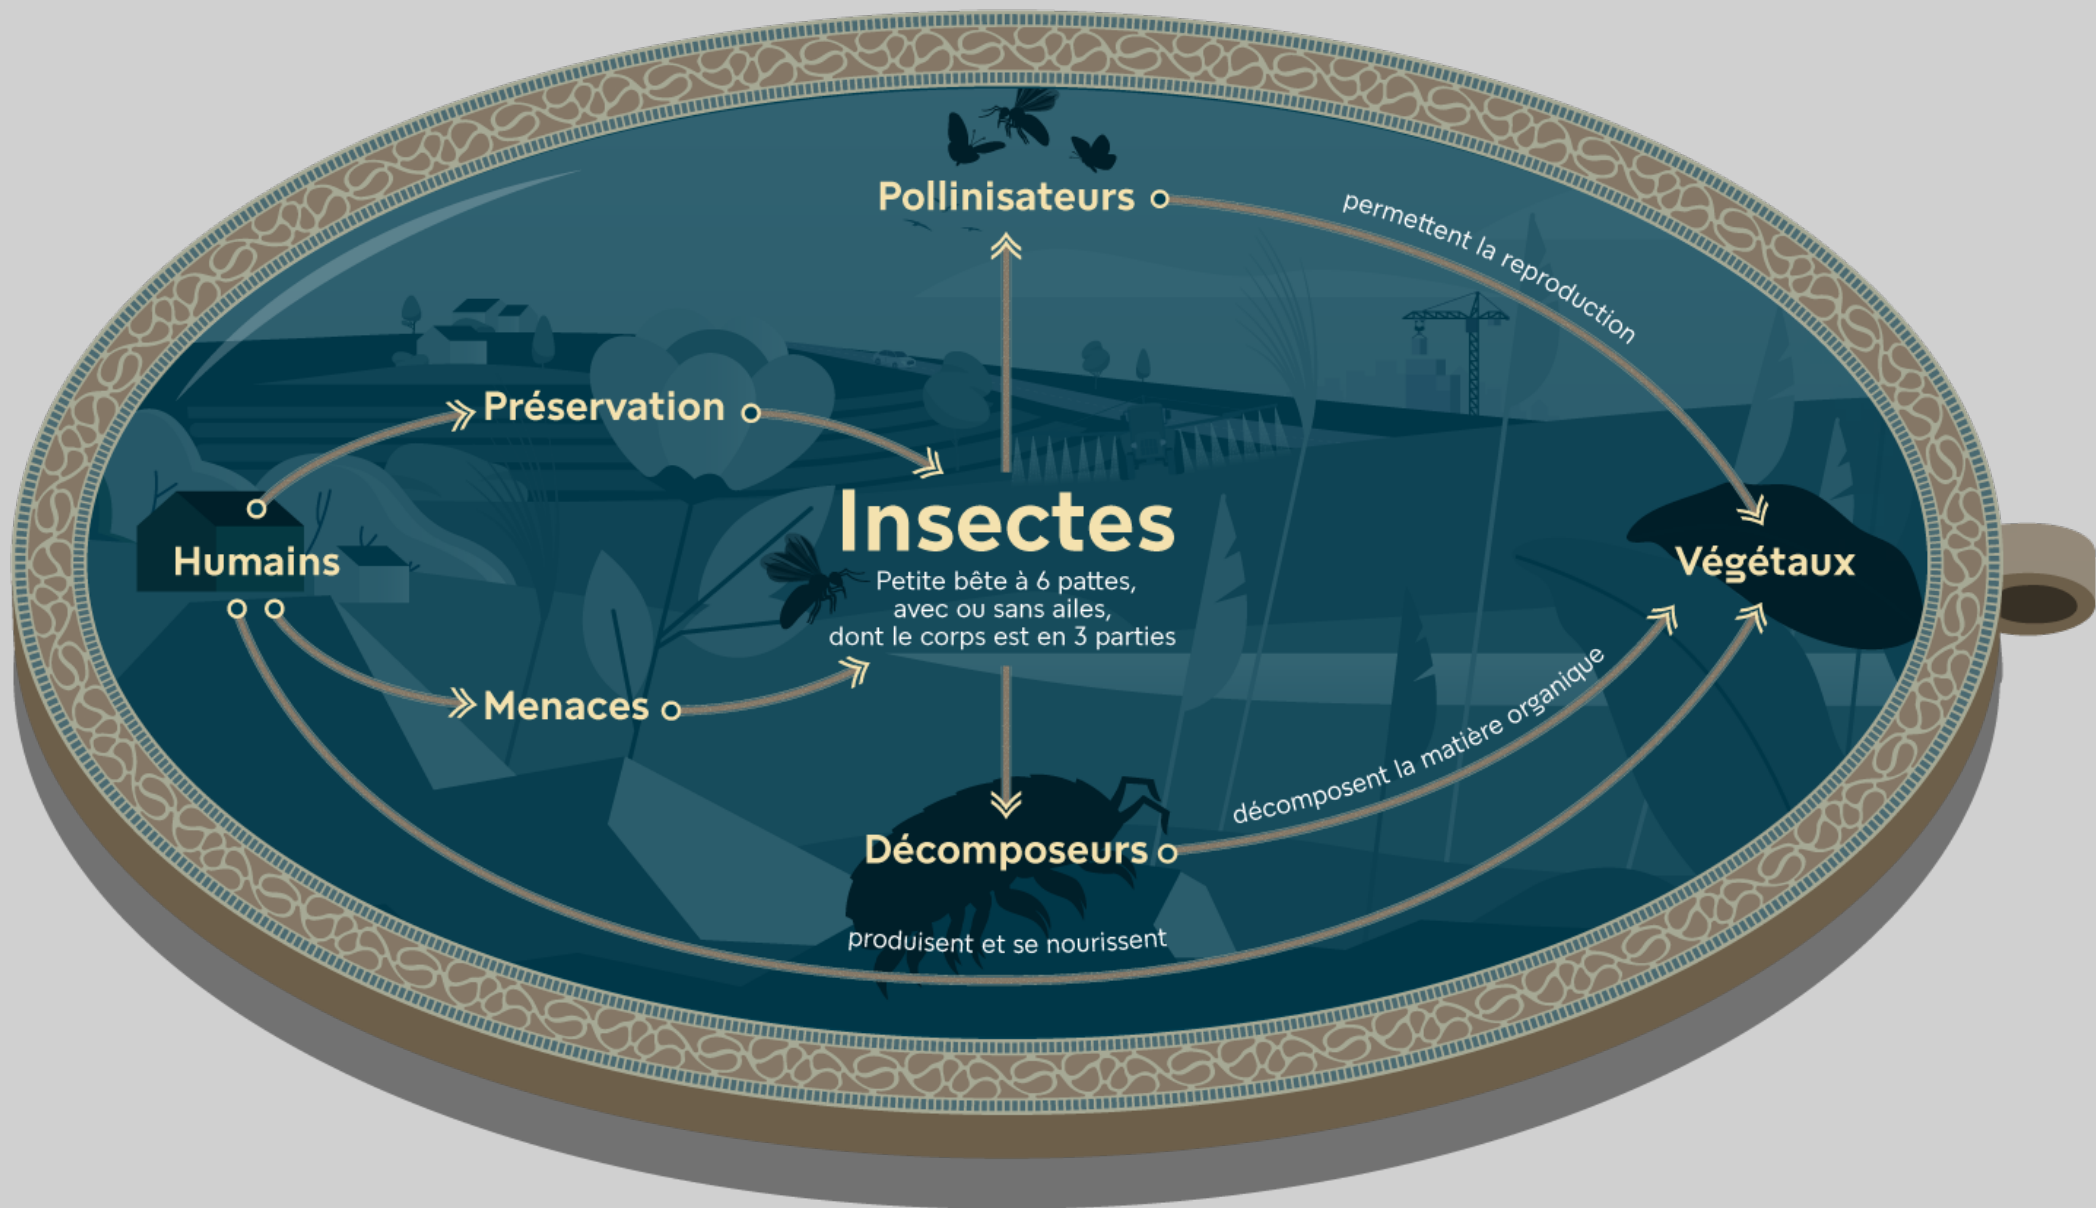 Pollinisateurs
permettent la reproduction
Préservation
Insectes
Petite bête à 6 pattes,
avec ou sans ailes,
dont le corps est en 3 parties
Humains
Végétaux
Menaces
décomposent la matière organique
Décomposeurs
produisent et se nourissent